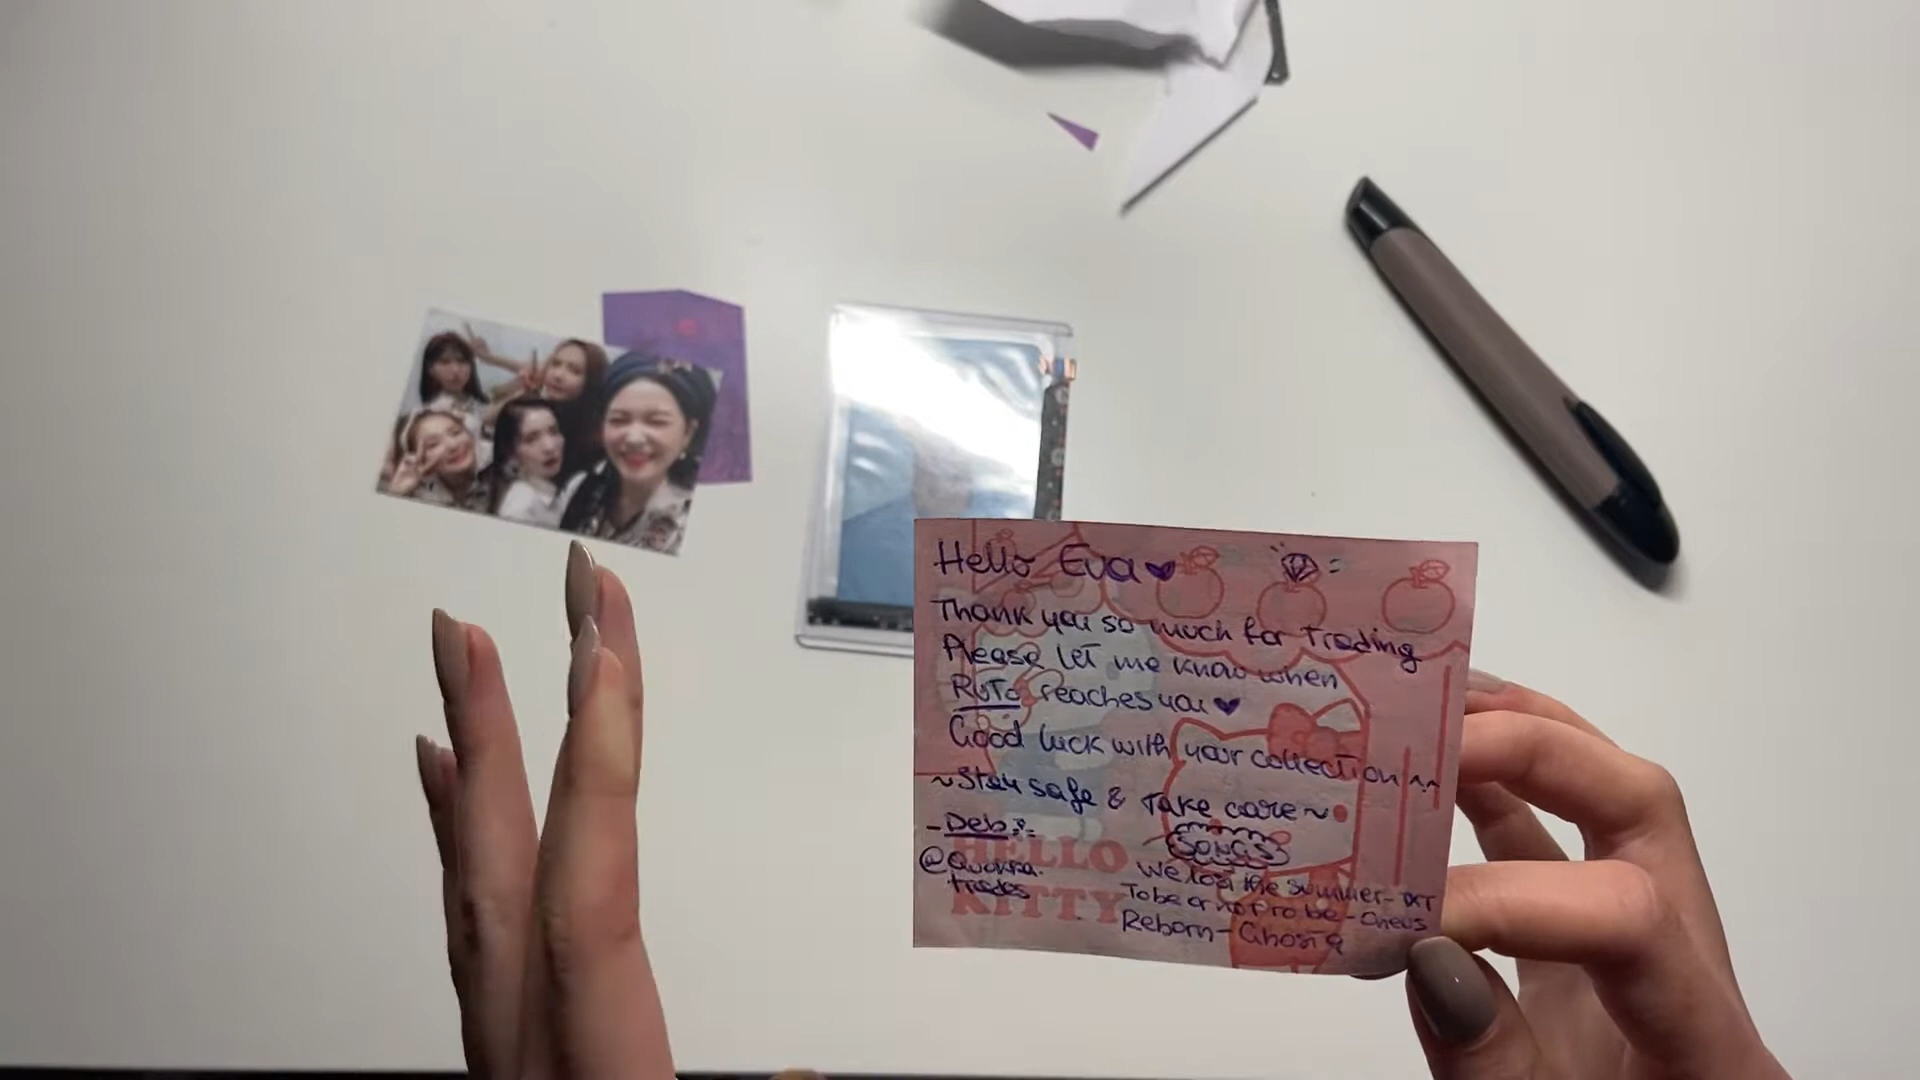 Hello Eva
Thank you so much for Trading
Please let me know when
RuTo reaches you
Good luck with your collection ^.^
~Stay safe & Take care~
- Deb
@Quokka.
trades
SONGS
We lost the summer - TXT
To be or not to be - Oneus
Reborn - Ghost9
HELLO
KITTY